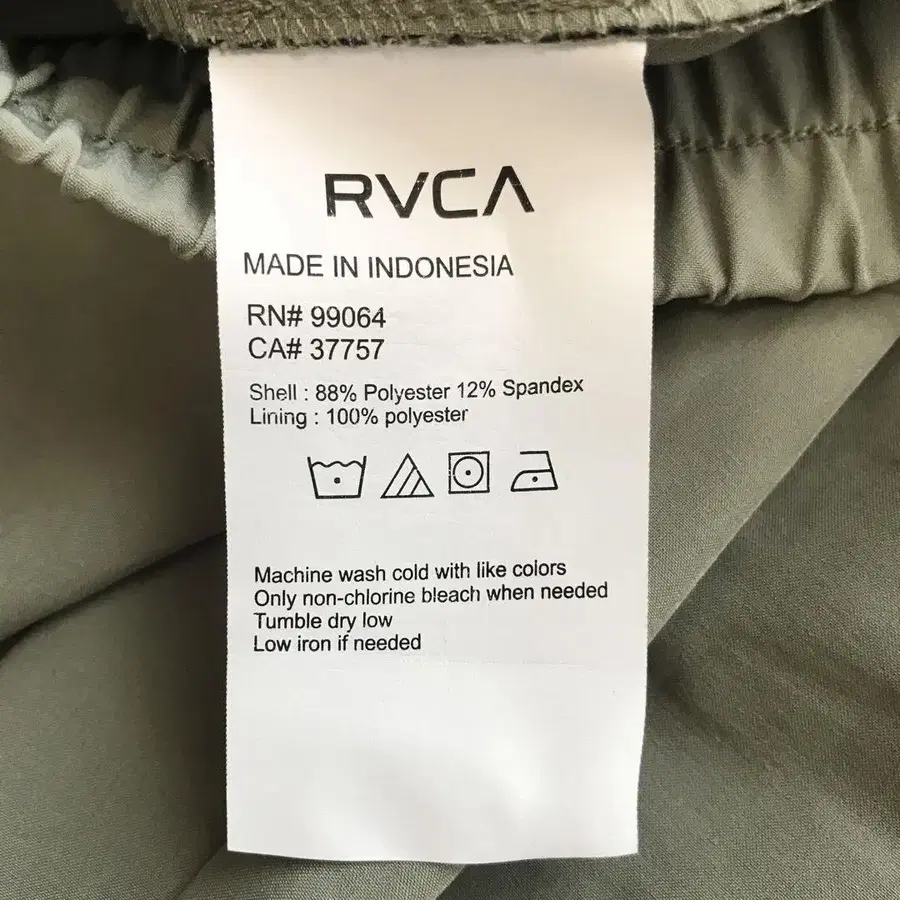 RVCA
MADE IN INDONESIA
RN# 99064
CA# 37757
Shell : 88% Polyester 12% Spandex
Lining : 100% polyester
Machine wash cold with like colors
Only non-chlorine bleach when needed
Tumble dry low
Low iron if needed